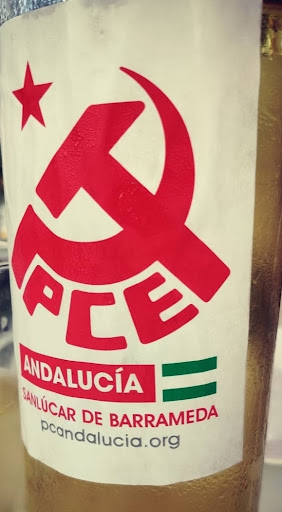 PCE
ANDALUCÍA
SANLÚCAR DE BARRAMEDA
pcandalucia.org